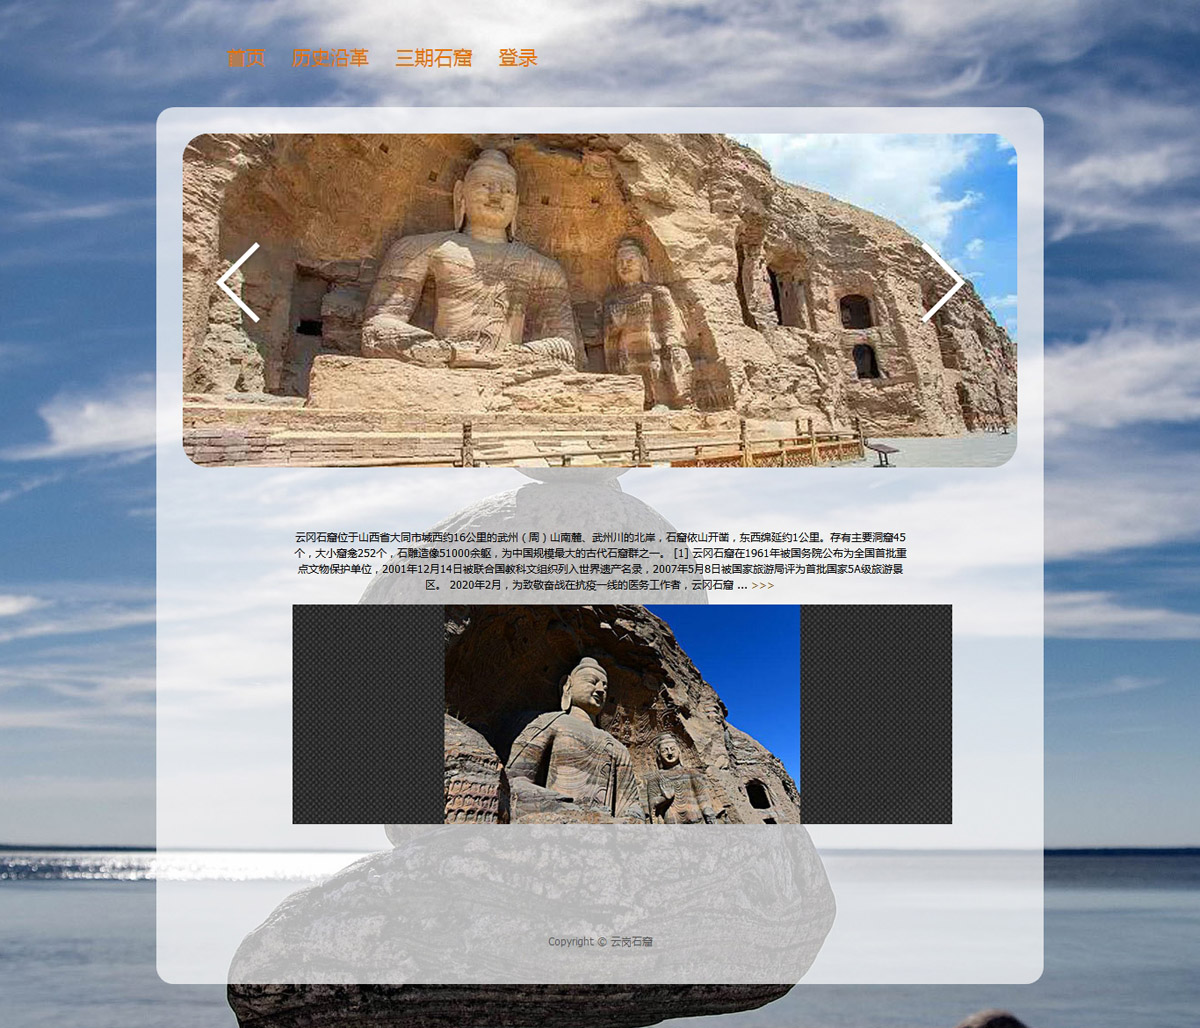 首页 历史沿革 三期石窟 登录
云冈石窟位于山西省大同市城西约16公里的武州（周）山南麓、武州川的北岸，石窟依山开凿，东西绵延约1公里。存有主要洞窟45
个，大小窟龛252个，石雕造像51000余躯，为中国规模最大的古代石窟群之一。 [1] 云冈石窟在1961年被国务院公布为全国首批重
点文物保护单位，2001年12月14日被联合国教科文组织列入世界遗产名录，2007年5月8日被国家旅游局评为首批国家5A级旅游景
区。 2020年2月，为致敬奋战在抗疫一线的医务工作者，云冈石窟 ... >>>
Copyright © 云岗石窟